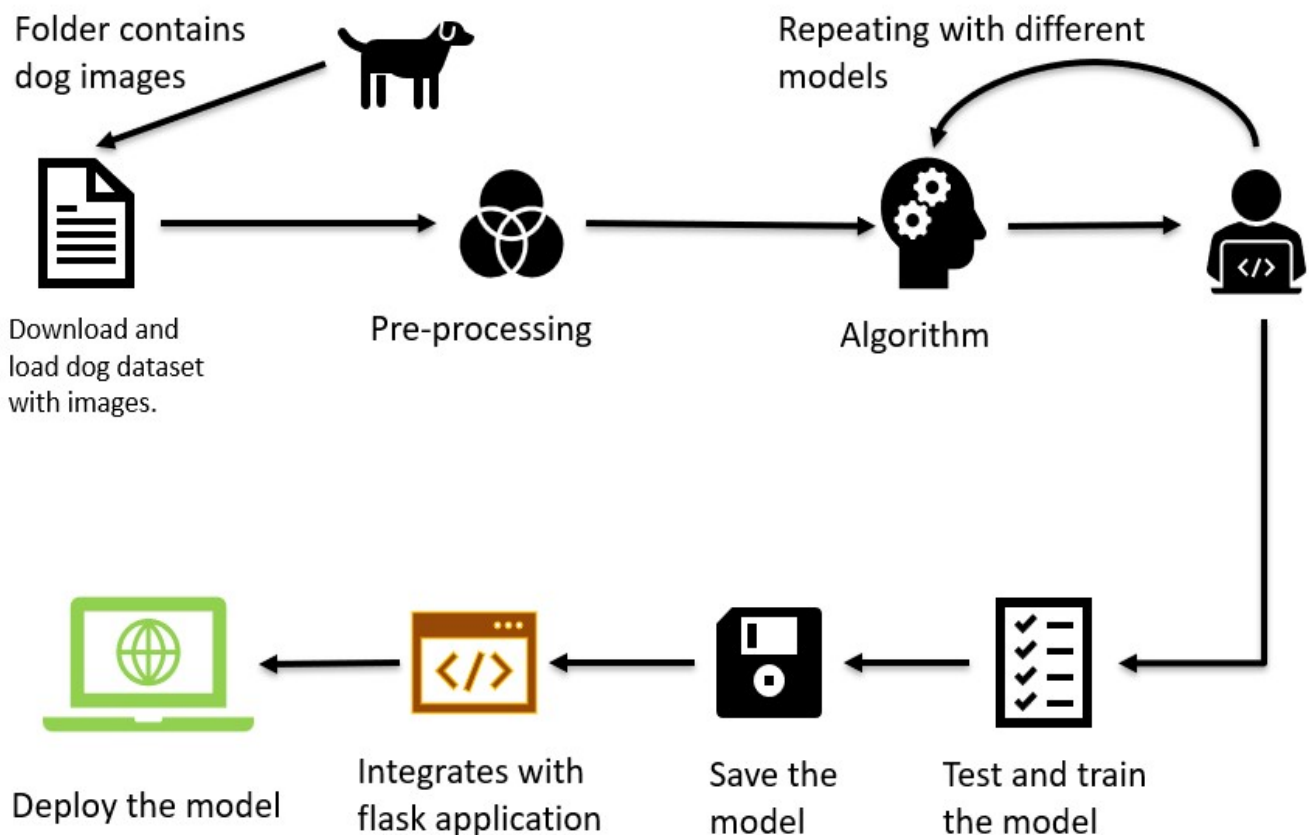 Folder contains
dog images
Repeating with different
models
</>
Download and
load dog dataset
with images.
Pre-processing
Algorithm
</>
Deploy the model
Integrates with
flask application
Save the
model
Test and train
the model